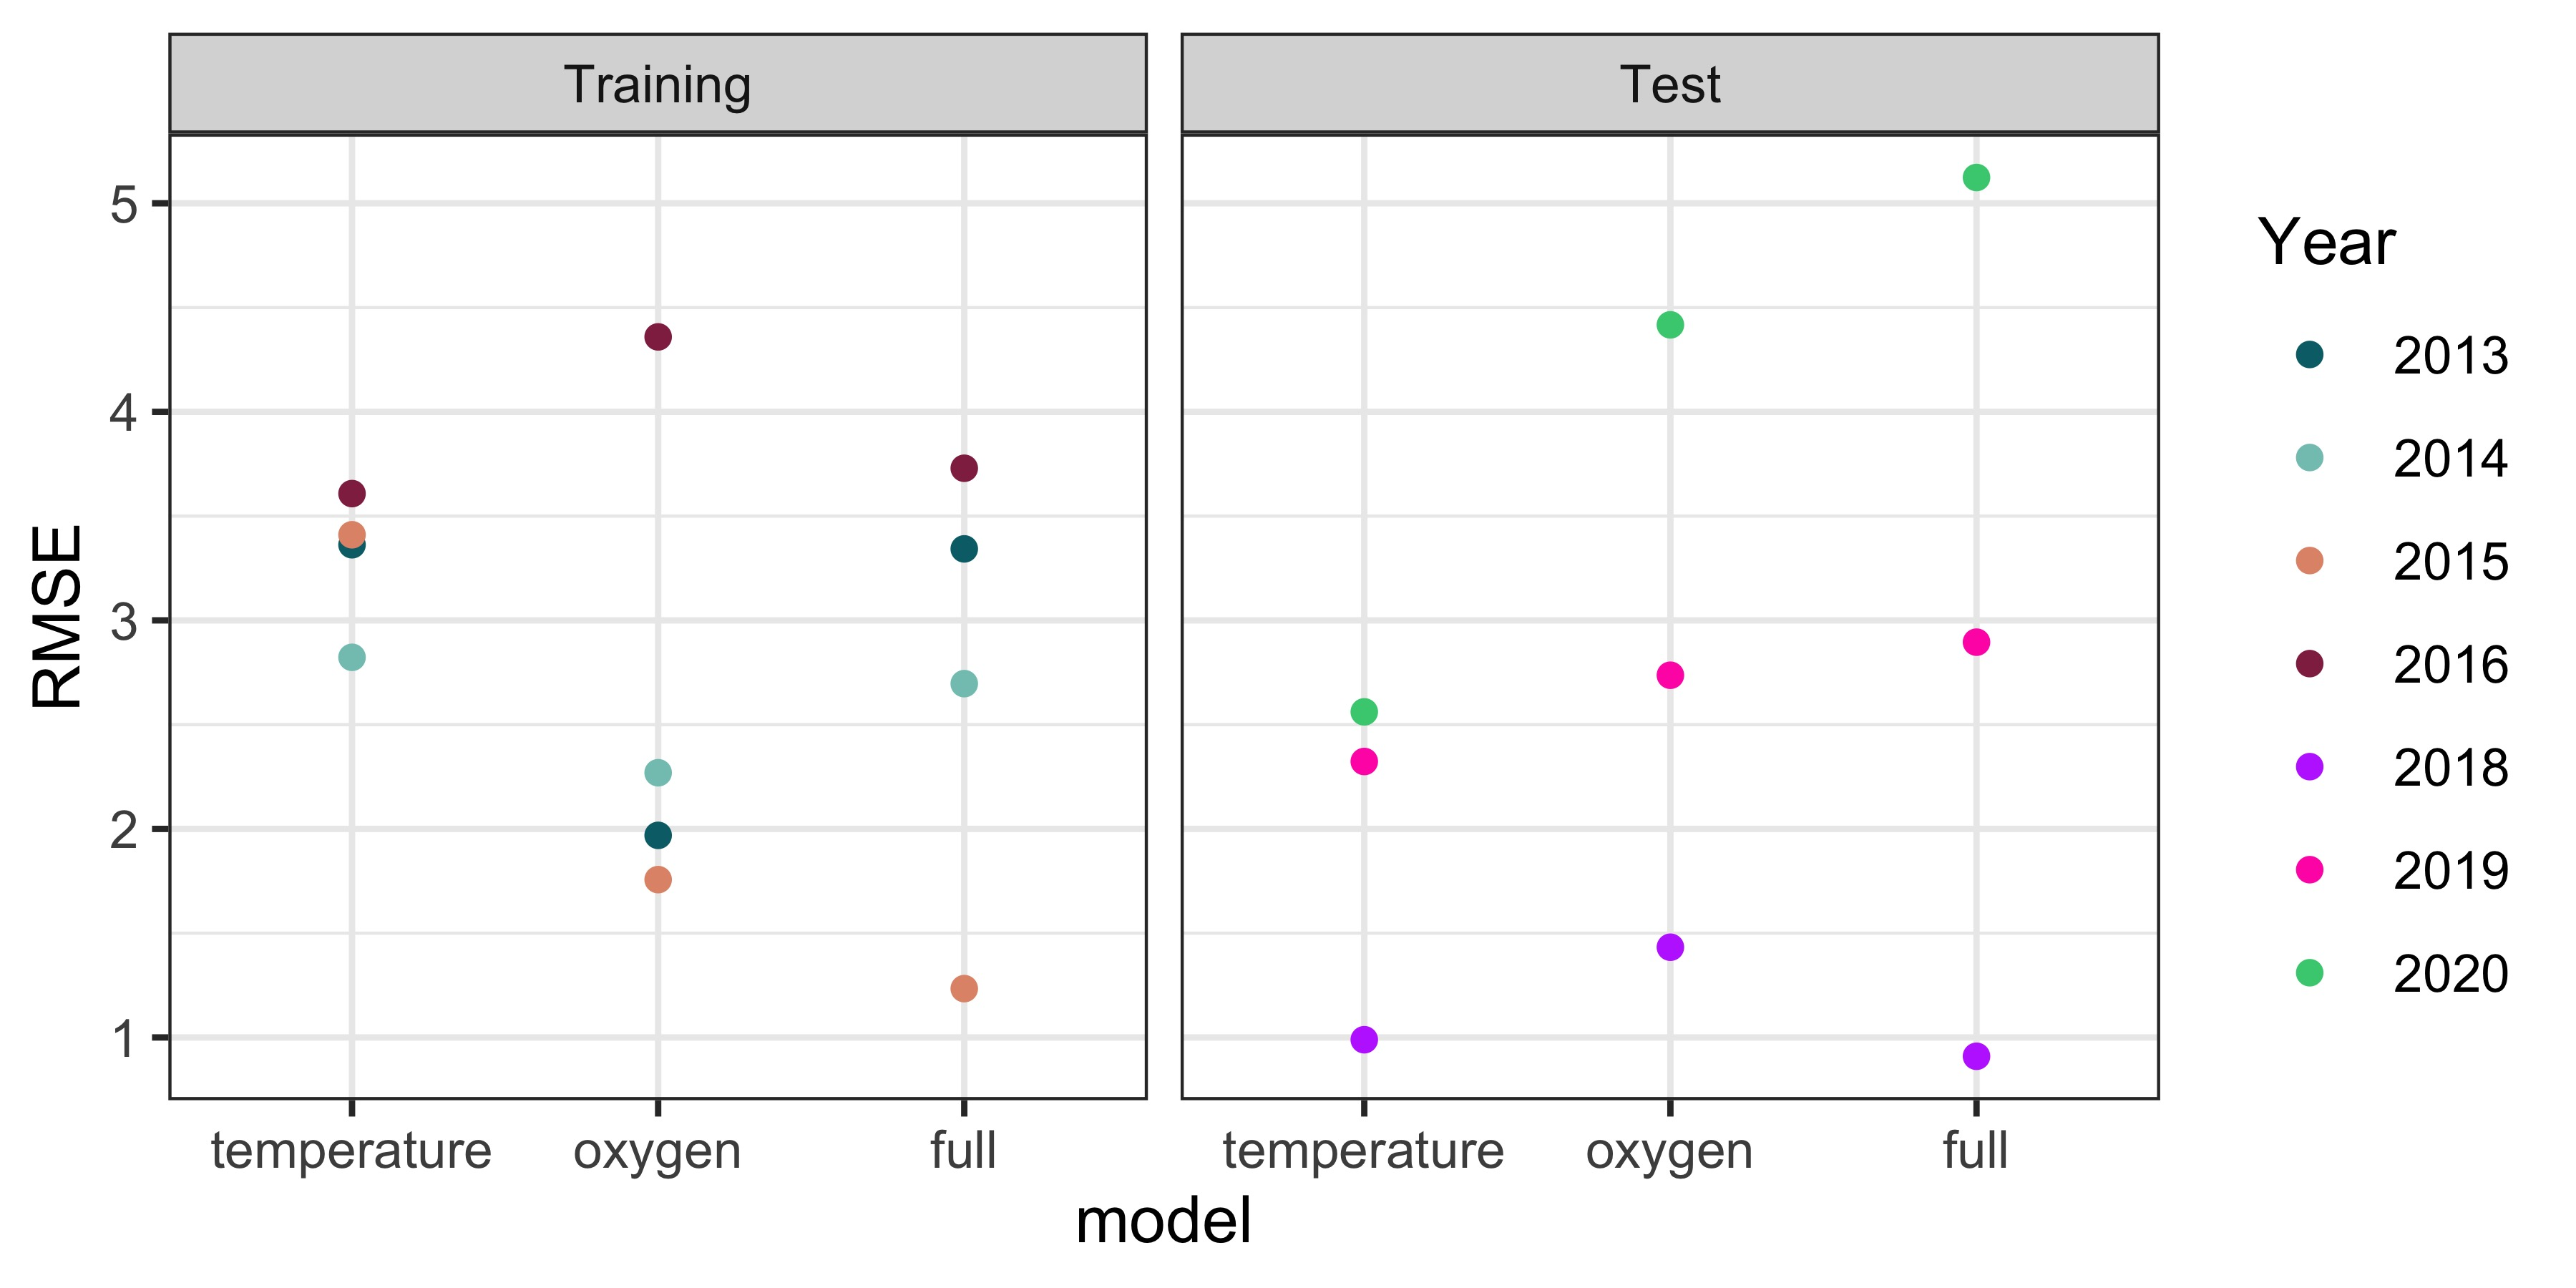 Training
Test
RMSE
5
4
3
2
1
temperature
oxygen
full
temperature
oxygen
full
model
Year
2013
2014
2015
2016
2018
2019
2020